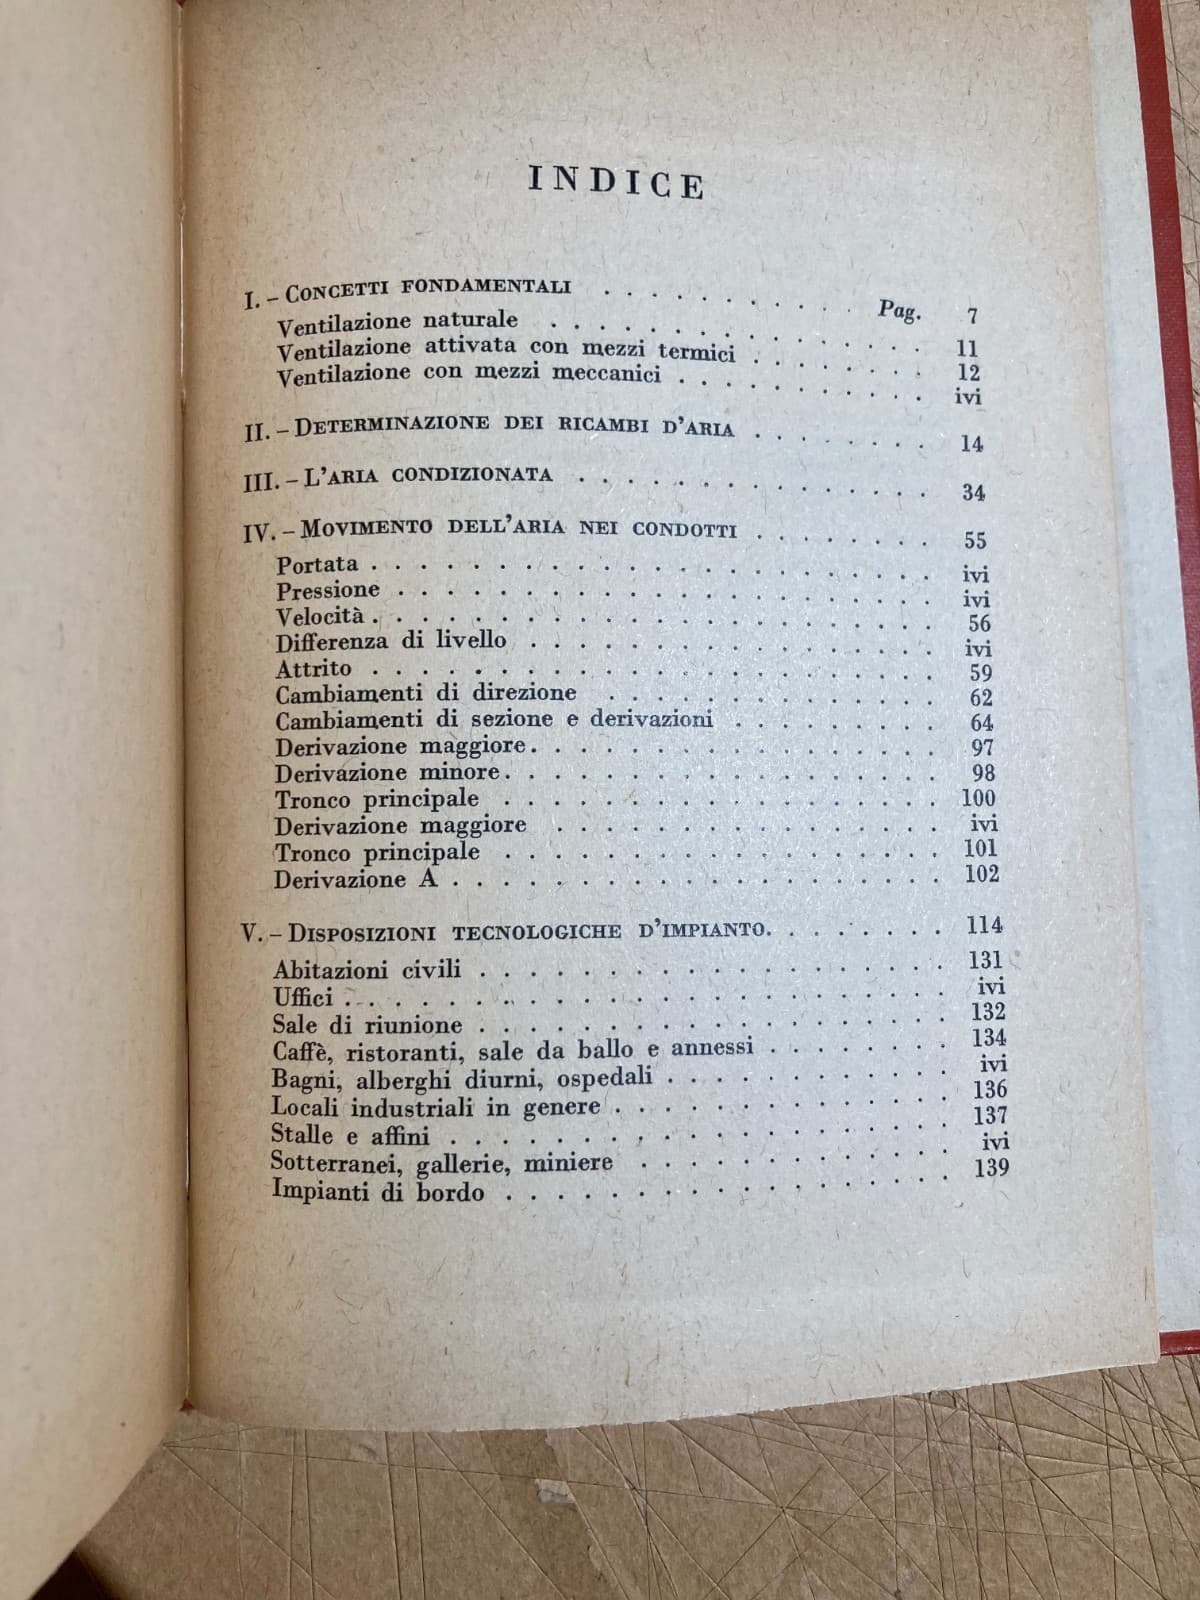 INDICE
I. – CONCETTI FONDAMENTALI . . . . . . . . . . . Pag. 7
Ventilazione naturale . . . . . . . . . . . . . . . 11
Ventilazione attivata con mezzi termici . . . . . . . 12
Ventilazione con mezzi meccanici . . . . . . . . . . ivi
II. – DETERMINAZIONE DEI RICAMBI D'ARIA . . . . . . . 14
III. – L'ARIA CONDIZIONATA . . . . . . . . . . . . . . 34
IV. – MOVIMENTO DELL'ARIA NEI CONDOTTI . . . . . . . 55
Portata . . . . . . . . . . . . . . . . . . . . . . . ivi
Pressione . . . . . . . . . . . . . . . . . . . . . . ivi
Velocità . . . . . . . . . . . . . . . . . . . . . . . 56
Differenza di livello . . . . . . . . . . . . . . . . ivi
Attrito . . . . . . . . . . . . . . . . . . . . . . . 59
Cambiamenti di direzione . . . . . . . . . . . . . . 62
Cambiamenti di sezione e derivazioni . . . . . . . . 64
Derivazione maggiore . . . . . . . . . . . . . . . . . 97
Derivazione minore . . . . . . . . . . . . . . . . . . 98
Tronco principale . . . . . . . . . . . . . . . . . . 100
Derivazione maggiore . . . . . . . . . . . . . . . . ivi
Tronco principale . . . . . . . . . . . . . . . . . . 101
Derivazione A . . . . . . . . . . . . . . . . . . . . 102
V. – DISPOSIZIONI TECNOLOGICHE D'IMPIANTO . . . . . . . 114
Abitazioni civili . . . . . . . . . . . . . . . . . . . 131
Uffici . . . . . . . . . . . . . . . . . . . . . . . . ivi
Sale di riunione . . . . . . . . . . . . . . . . . . . 132
Caffè, ristoranti, sale da ballo e annessi . . . . . . . 134
Bagni, alberghi diurni, ospedali . . . . . . . . . . . . ivi
Locali industriali in genere . . . . . . . . . . . . . . 136
Stalle e affini . . . . . . . . . . . . . . . . . . . . 137
Sotterranei, gallerie, miniere . . . . . . . . . . . . . ivi
Impianti di bordo . . . . . . . . . . . . . . . . . . 139